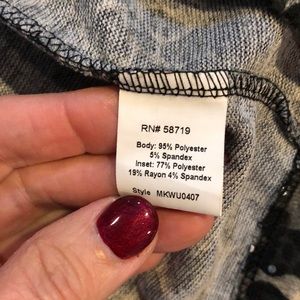 RN# 58719
Body: 95% Polyester
5% Spandex
Inset: 77% Polyester
19% Rayon 4% Spandex
Style MKWU0407